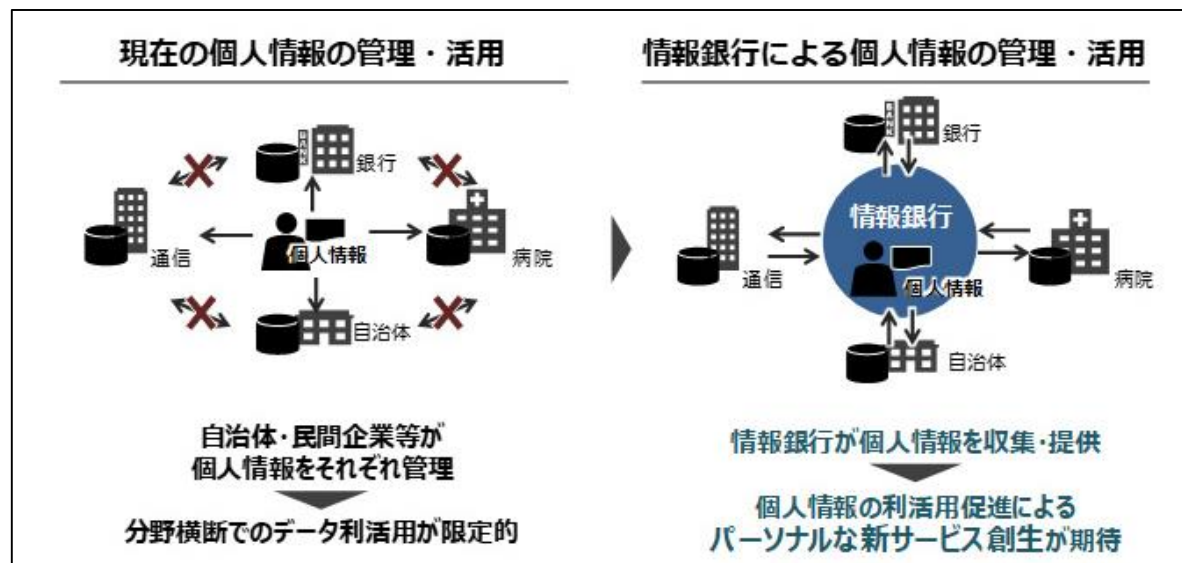 現在の個人情報の管理・活用
BANK
銀行
通信
個人情報
病院
自治体
自治体・民間企業等が
個人情報をそれぞれ管理
分野横断でのデータ利活用が限定的
情報銀行による個人情報の管理・活用
BANK
銀行
情報銀行
通信
個人情報
病院
自治体
情報銀行が個人情報を収集・提供
個人情報の利活用促進による
パーソナルな新サービス創生が期待